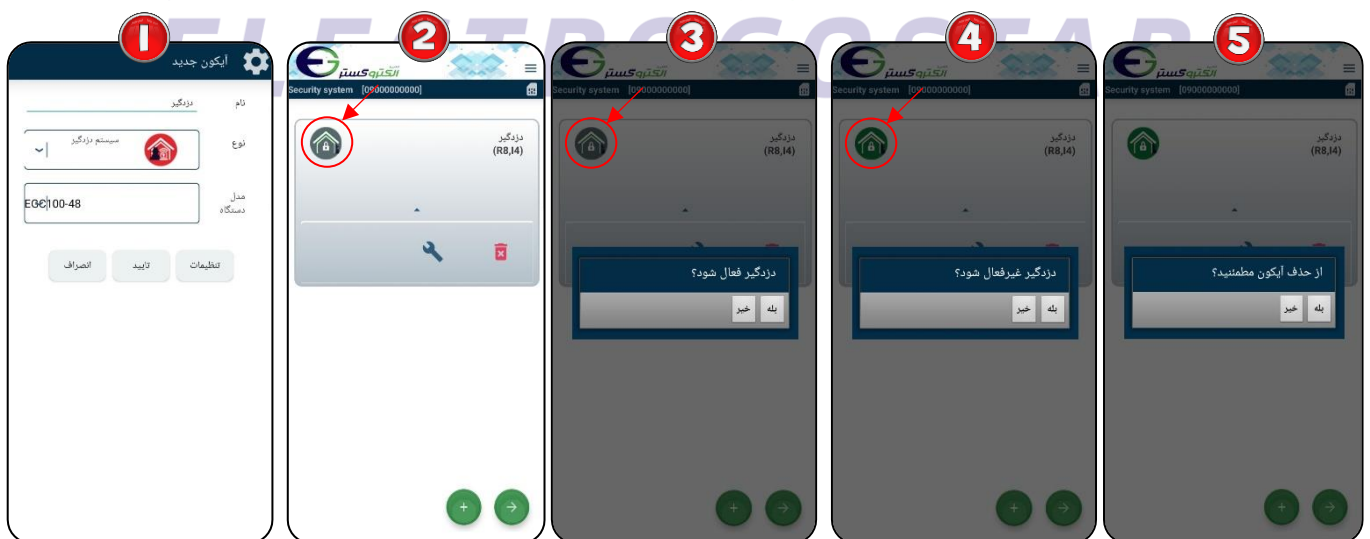 ELECTROGOSTAR
1
آیکون جدید
نام
دزدگیر
نوع
سیستم دزدگیر
مدل دستگاه
EGC100-48
تنظیمات
تایید
انصراف
2
الکتروگستر
Security system [09000000000]
دزدگیر
(R8,I4)
3
الکتروگستر
Security system [09000000000]
دزدگیر
(R8,I4)
دزدگیر فعال شود؟
بله
خیر
4
الکتروگستر
Security system [09000000000]
دزدگیر
(R8,I4)
دزدگیر غیرفعال شود؟
بله
خیر
5
الکتروگستر
Security system [09000000000]
دزدگیر
(R8,I4)
از حذف آیکون مطمئنید؟
بله
خیر